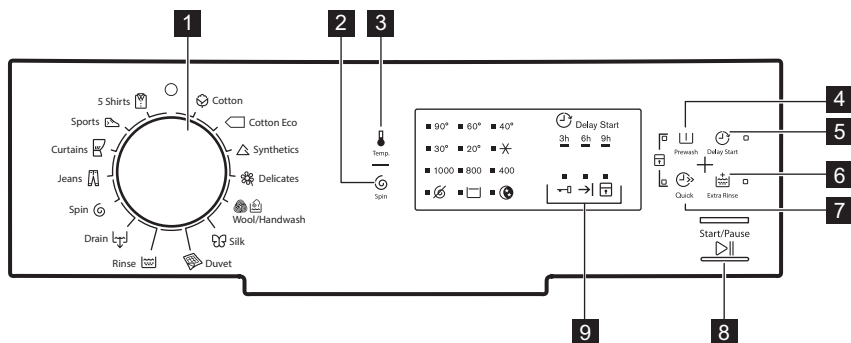 1
2
3
4
5
6
7
8
9
5 Shirts
Cotton
Sports
Cotton Eco
Curtains
Synthetics
Jeans
Delicates
Spin
Wool/Handwash
Drain
Silk
Rinse
Duvet
Temp.
Spin
90° 60° 40°
30° 20°
1000 800 400
Delay Start
3h 6h 9h
Prewash
Delay Start
Quick
Extra Rinse
Start/Pause